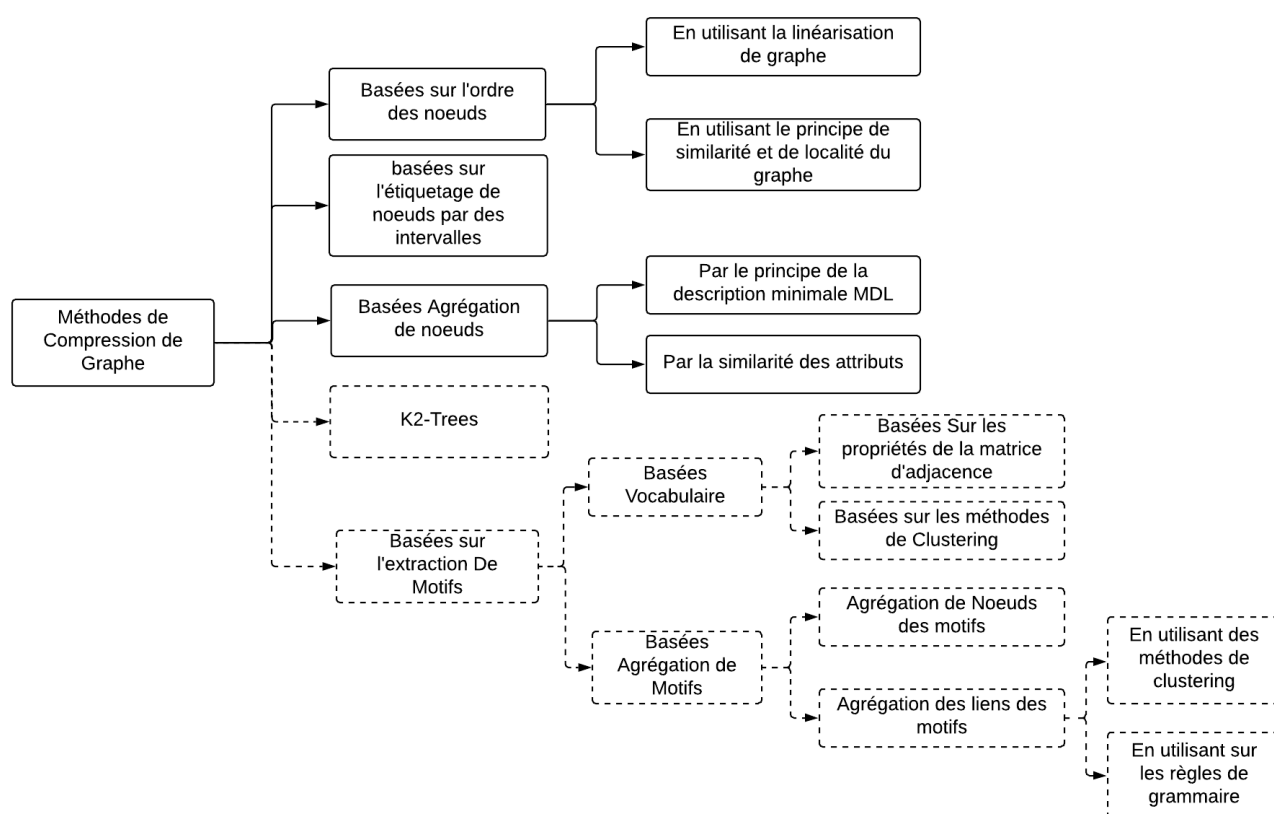 En utilisant la linéarisation
de graphe
Basées sur l'ordre
des noeuds
En utilisant le principe de
similarité et de localité du
graphe
basées sur
l'étiquetage de
noeuds par des
intervalles
Par le principe de la
description minimale MDL
Basées Agrégation
de noeuds
Méthodes de
Compression de
Graphe
Par la similarité des attributs
K2-Trees
Basées Sur les
propriétés de la matrice
d'adjacence
Basées
Vocabulaire
Basées sur les méthodes
de Clustering
Basées sur
l'extraction De
Motifs
Agrégation de Noeuds
des motifs
Basées
Agrégation de
Motifs
En utilisant des
méthodes de
clustering
Agrégation des liens des
motifs
En utilisant sur
les règles de
grammaire